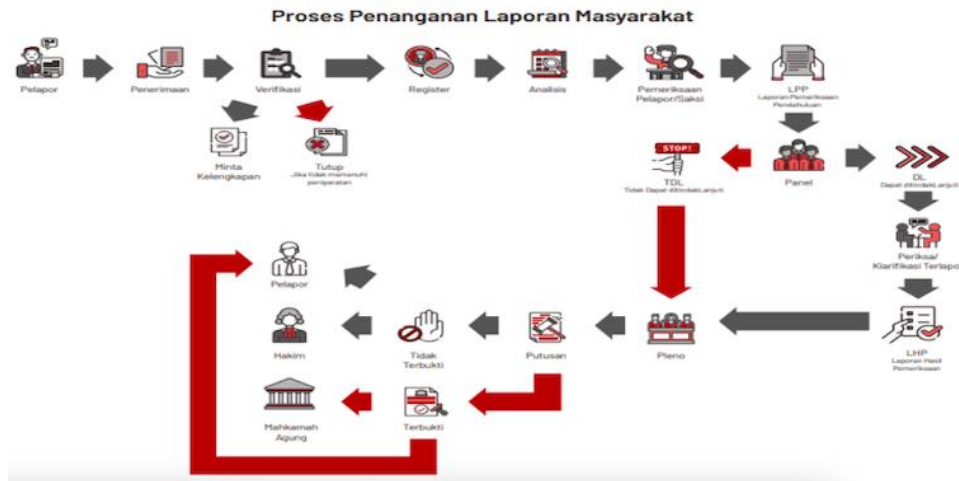 Proses Penanganan Laporan Masyarakat
Pelapor
Penerimaan
Verifikasi
Register
Analisis
Pemeriksaan
Pelapor/Saksi
LPP
Laporan Pemeriksaan
Pendahuluan
Minta
Kelengkapan
Tutup
Jika tidak memenuhi
persyaratan
STOP!
TDL
Tidak Dapat ditindakLanjuti
Panel
DL
Dapat ditindakLanjuti
Periksa/
Klarifikasi Terlapor
Pelapor
Hakim
Tidak
Terbukti
Putusan
Pleno
LHP
Laporan Hasil
Pemeriksaan
Mahkamah
Agung
Terbukti